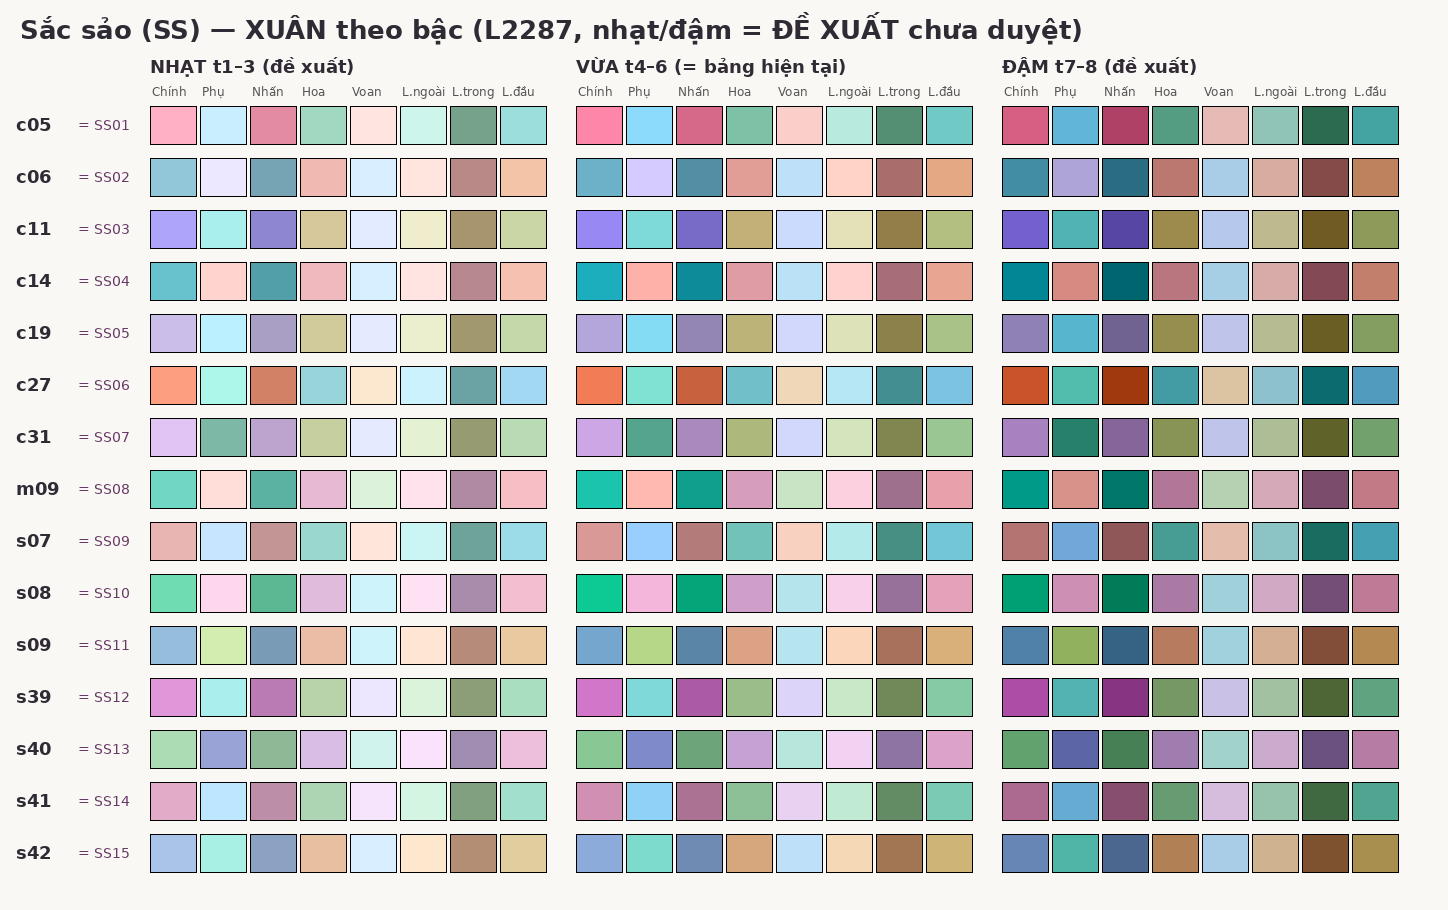 Sắc sảo (SS) — XUÂN theo bậc (L2287, nhạt/đậm = ĐỀ XUẤT chưa duyệt)
NHẠT t1–3 (đề xuất) VỪA t4–6 (= bảng hiện tại) ĐẬM t7–8 (đề xuất)
Chính Phụ Nhấn Hoa Voan L.ngoài L.trong L.đầu Chính Phụ Nhấn Hoa Voan L.ngoài L.trong L.đầu Chính Phụ Nhấn Hoa Voan L.ngoài L.trong L.đầu
c05 = SS01
c06 = SS02
c11 = SS03
c14 = SS04
c19 = SS05
c27 = SS06
c31 = SS07
m09 = SS08
s07 = SS09
s08 = SS10
s09 = SS11
s39 = SS12
s40 = SS13
s41 = SS14
s42 = SS15